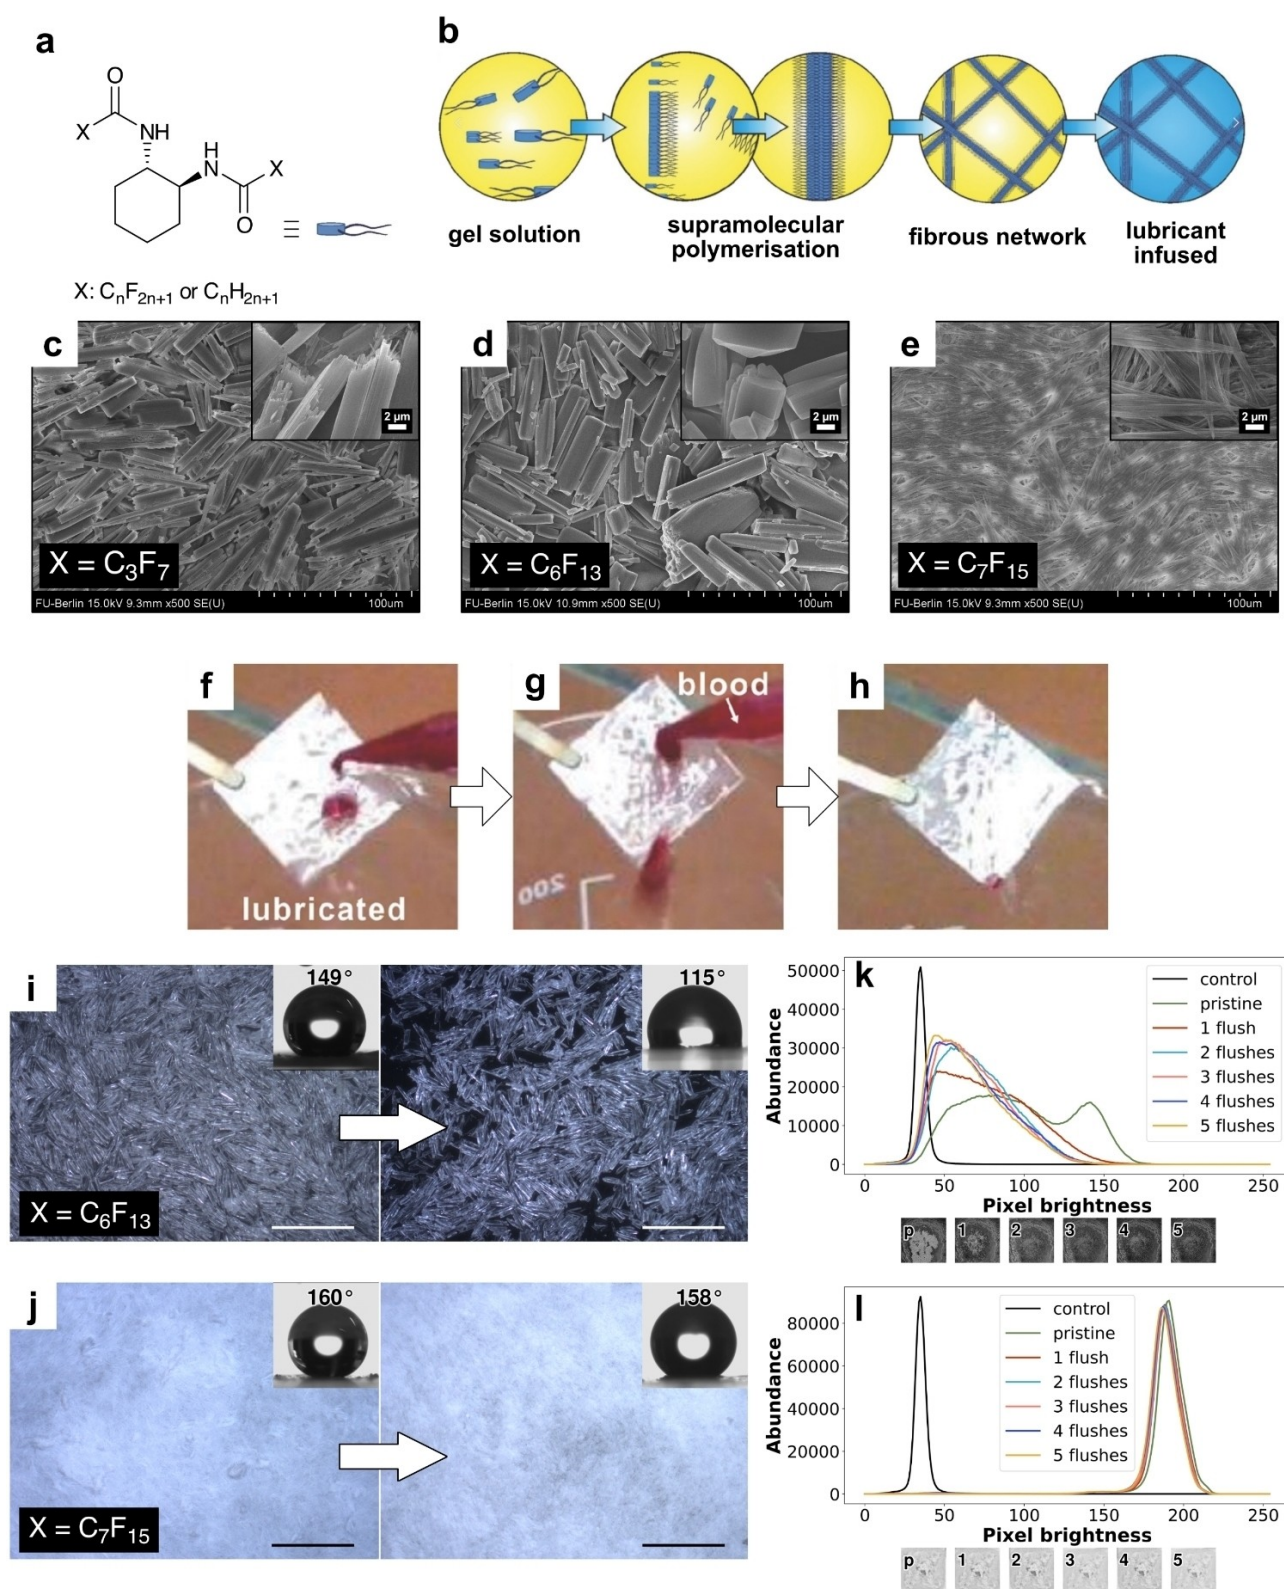 a
O
X
NH
H
N
X
O
≡
X: CnF2n+1 or CnH2n+1
b
gel solution
supramolecular
polymerisation
fibrous network
lubricant
infused
c
2 µm
X = C3F7
FU-Berlin 15.0kV 9.3mm x500 SE(U)
100um
d
2 µm
X = C6F13
FU-Berlin 15.0kV 10.9mm x500 SE(U)
100um
e
2 µm
X = C7F15
FU-Berlin 15.0kV 9.3mm x500 SE(U)
100um
f
lubricated
g
blood
200
h
i
149°
115°
X = C6F13
j
160°
158°
X = C7F15
k
Abundance
50000
40000
30000
20000
10000
0
0 50 100 150 200 250
Pixel brightness
control
pristine
1 flush
2 flushes
3 flushes
4 flushes
5 flushes
p 1 2 3 4 5
l
Abundance
80000
60000
40000
20000
0
0 50 100 150 200 250
Pixel brightness
control
pristine
1 flush
2 flushes
3 flushes
4 flushes
5 flushes
p 1 2 3 4 5